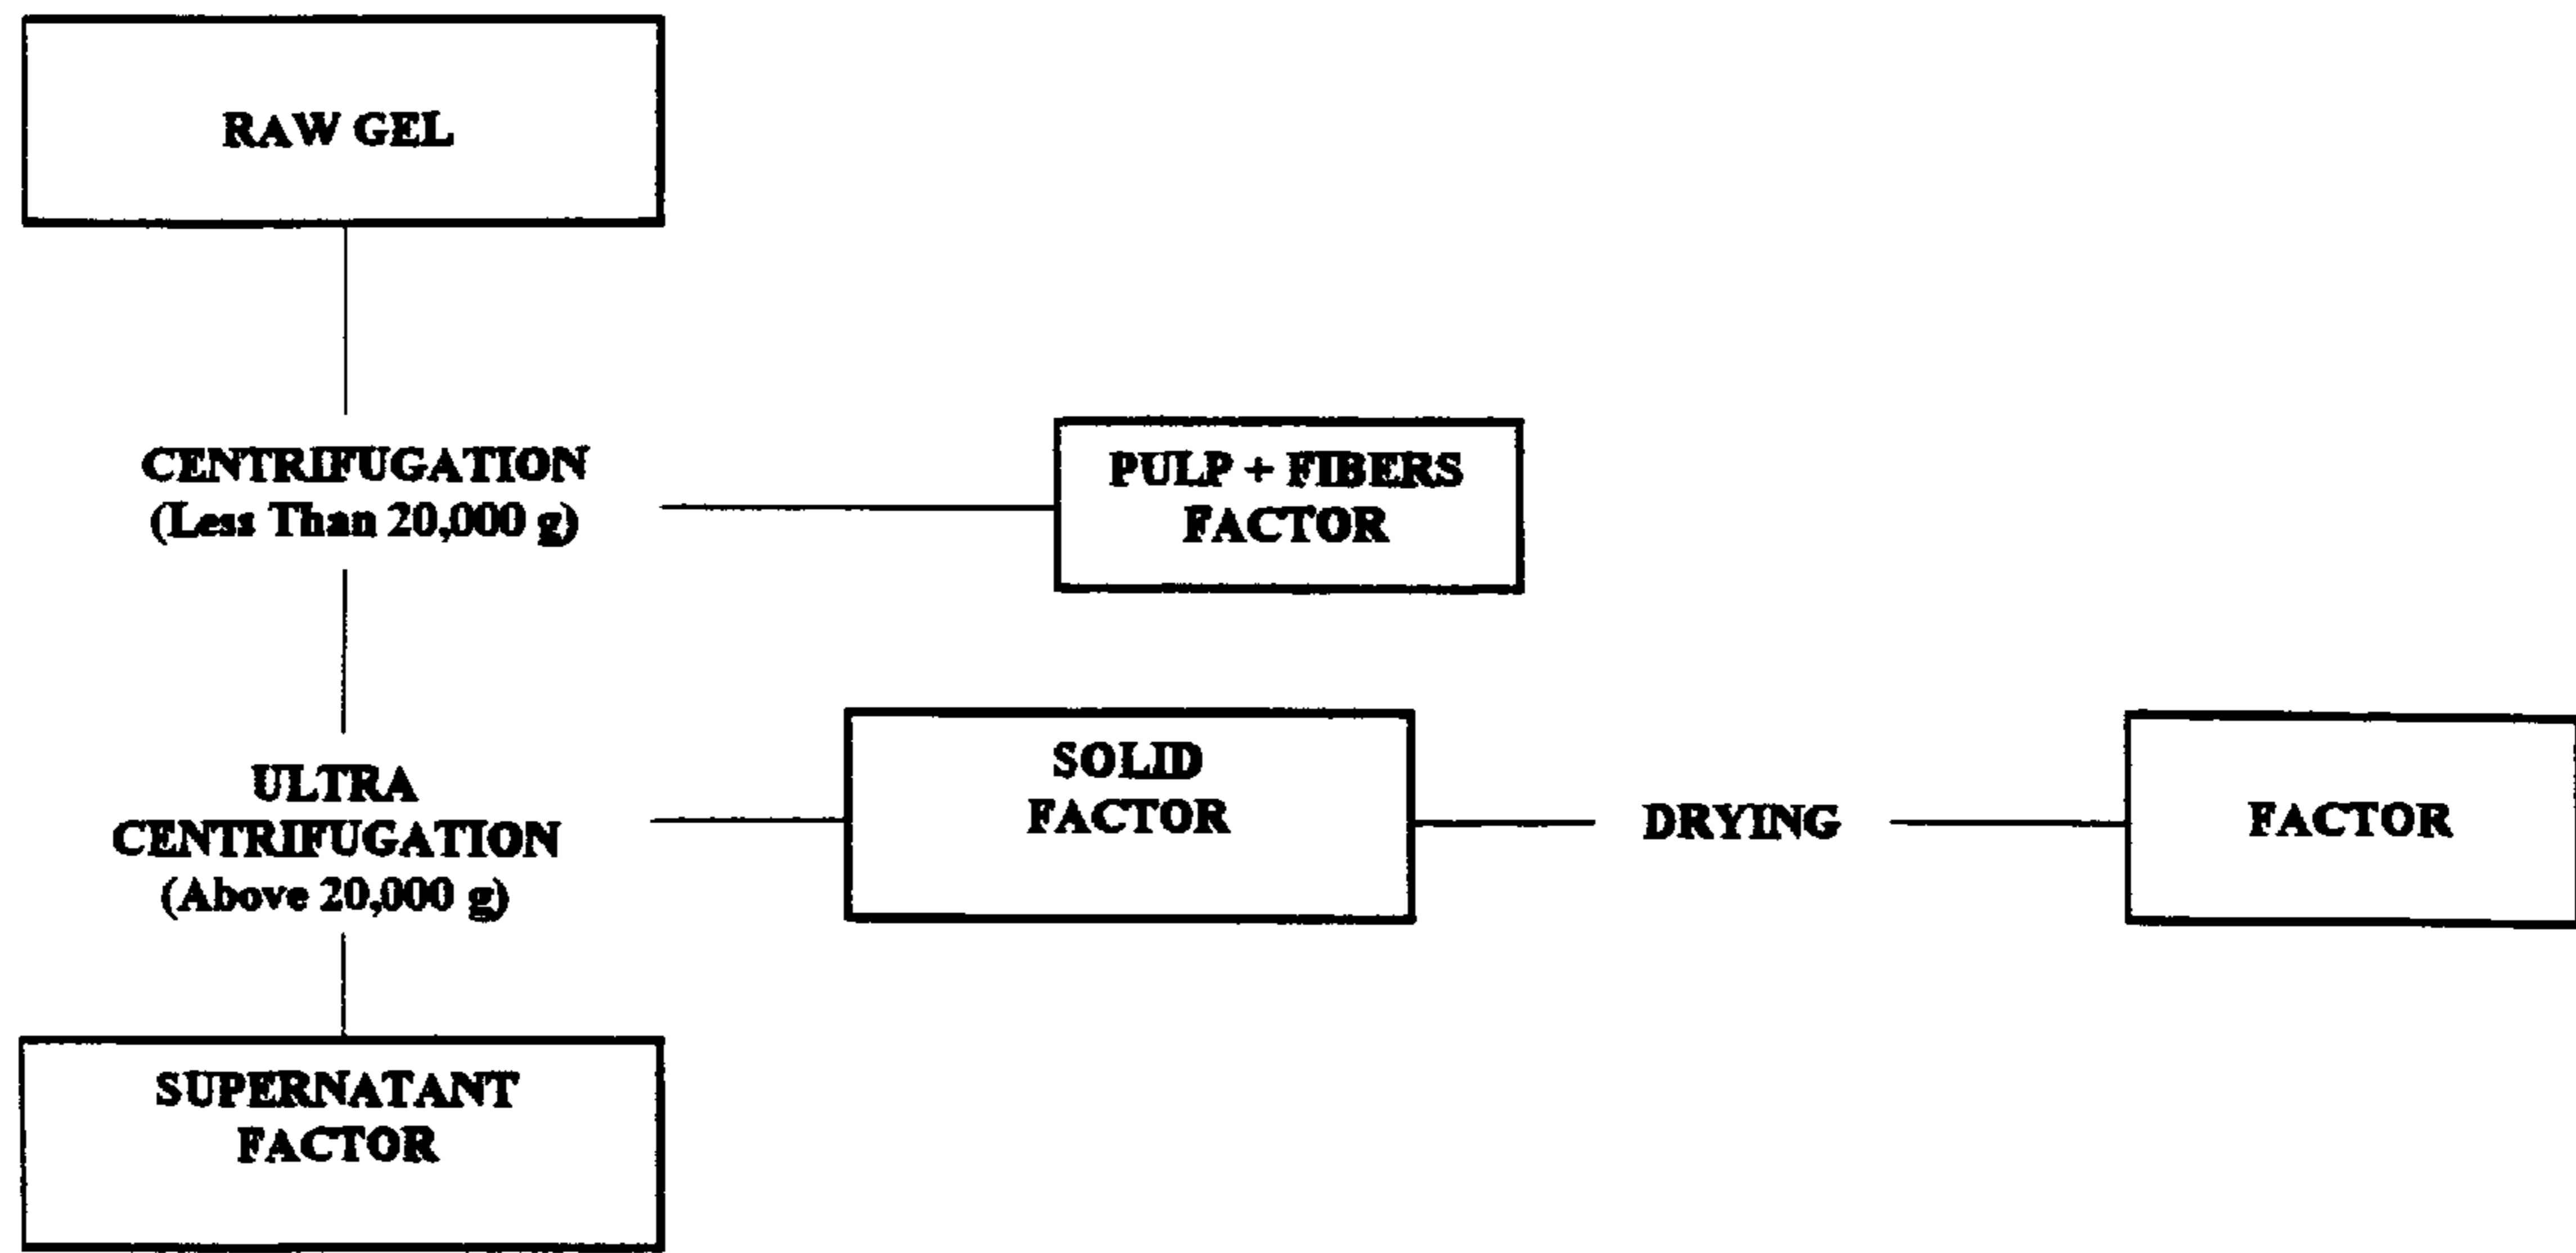 RAW GEL
CENTRIFUGATION
(Less Than 20,000 g)
PULP + FIBERS
FACTOR
ULTRA
CENTRIFUGATION
(Above 20,000 g)
SOLID
FACTOR
DRYING
FACTOR
SUPERNATANT
FACTOR